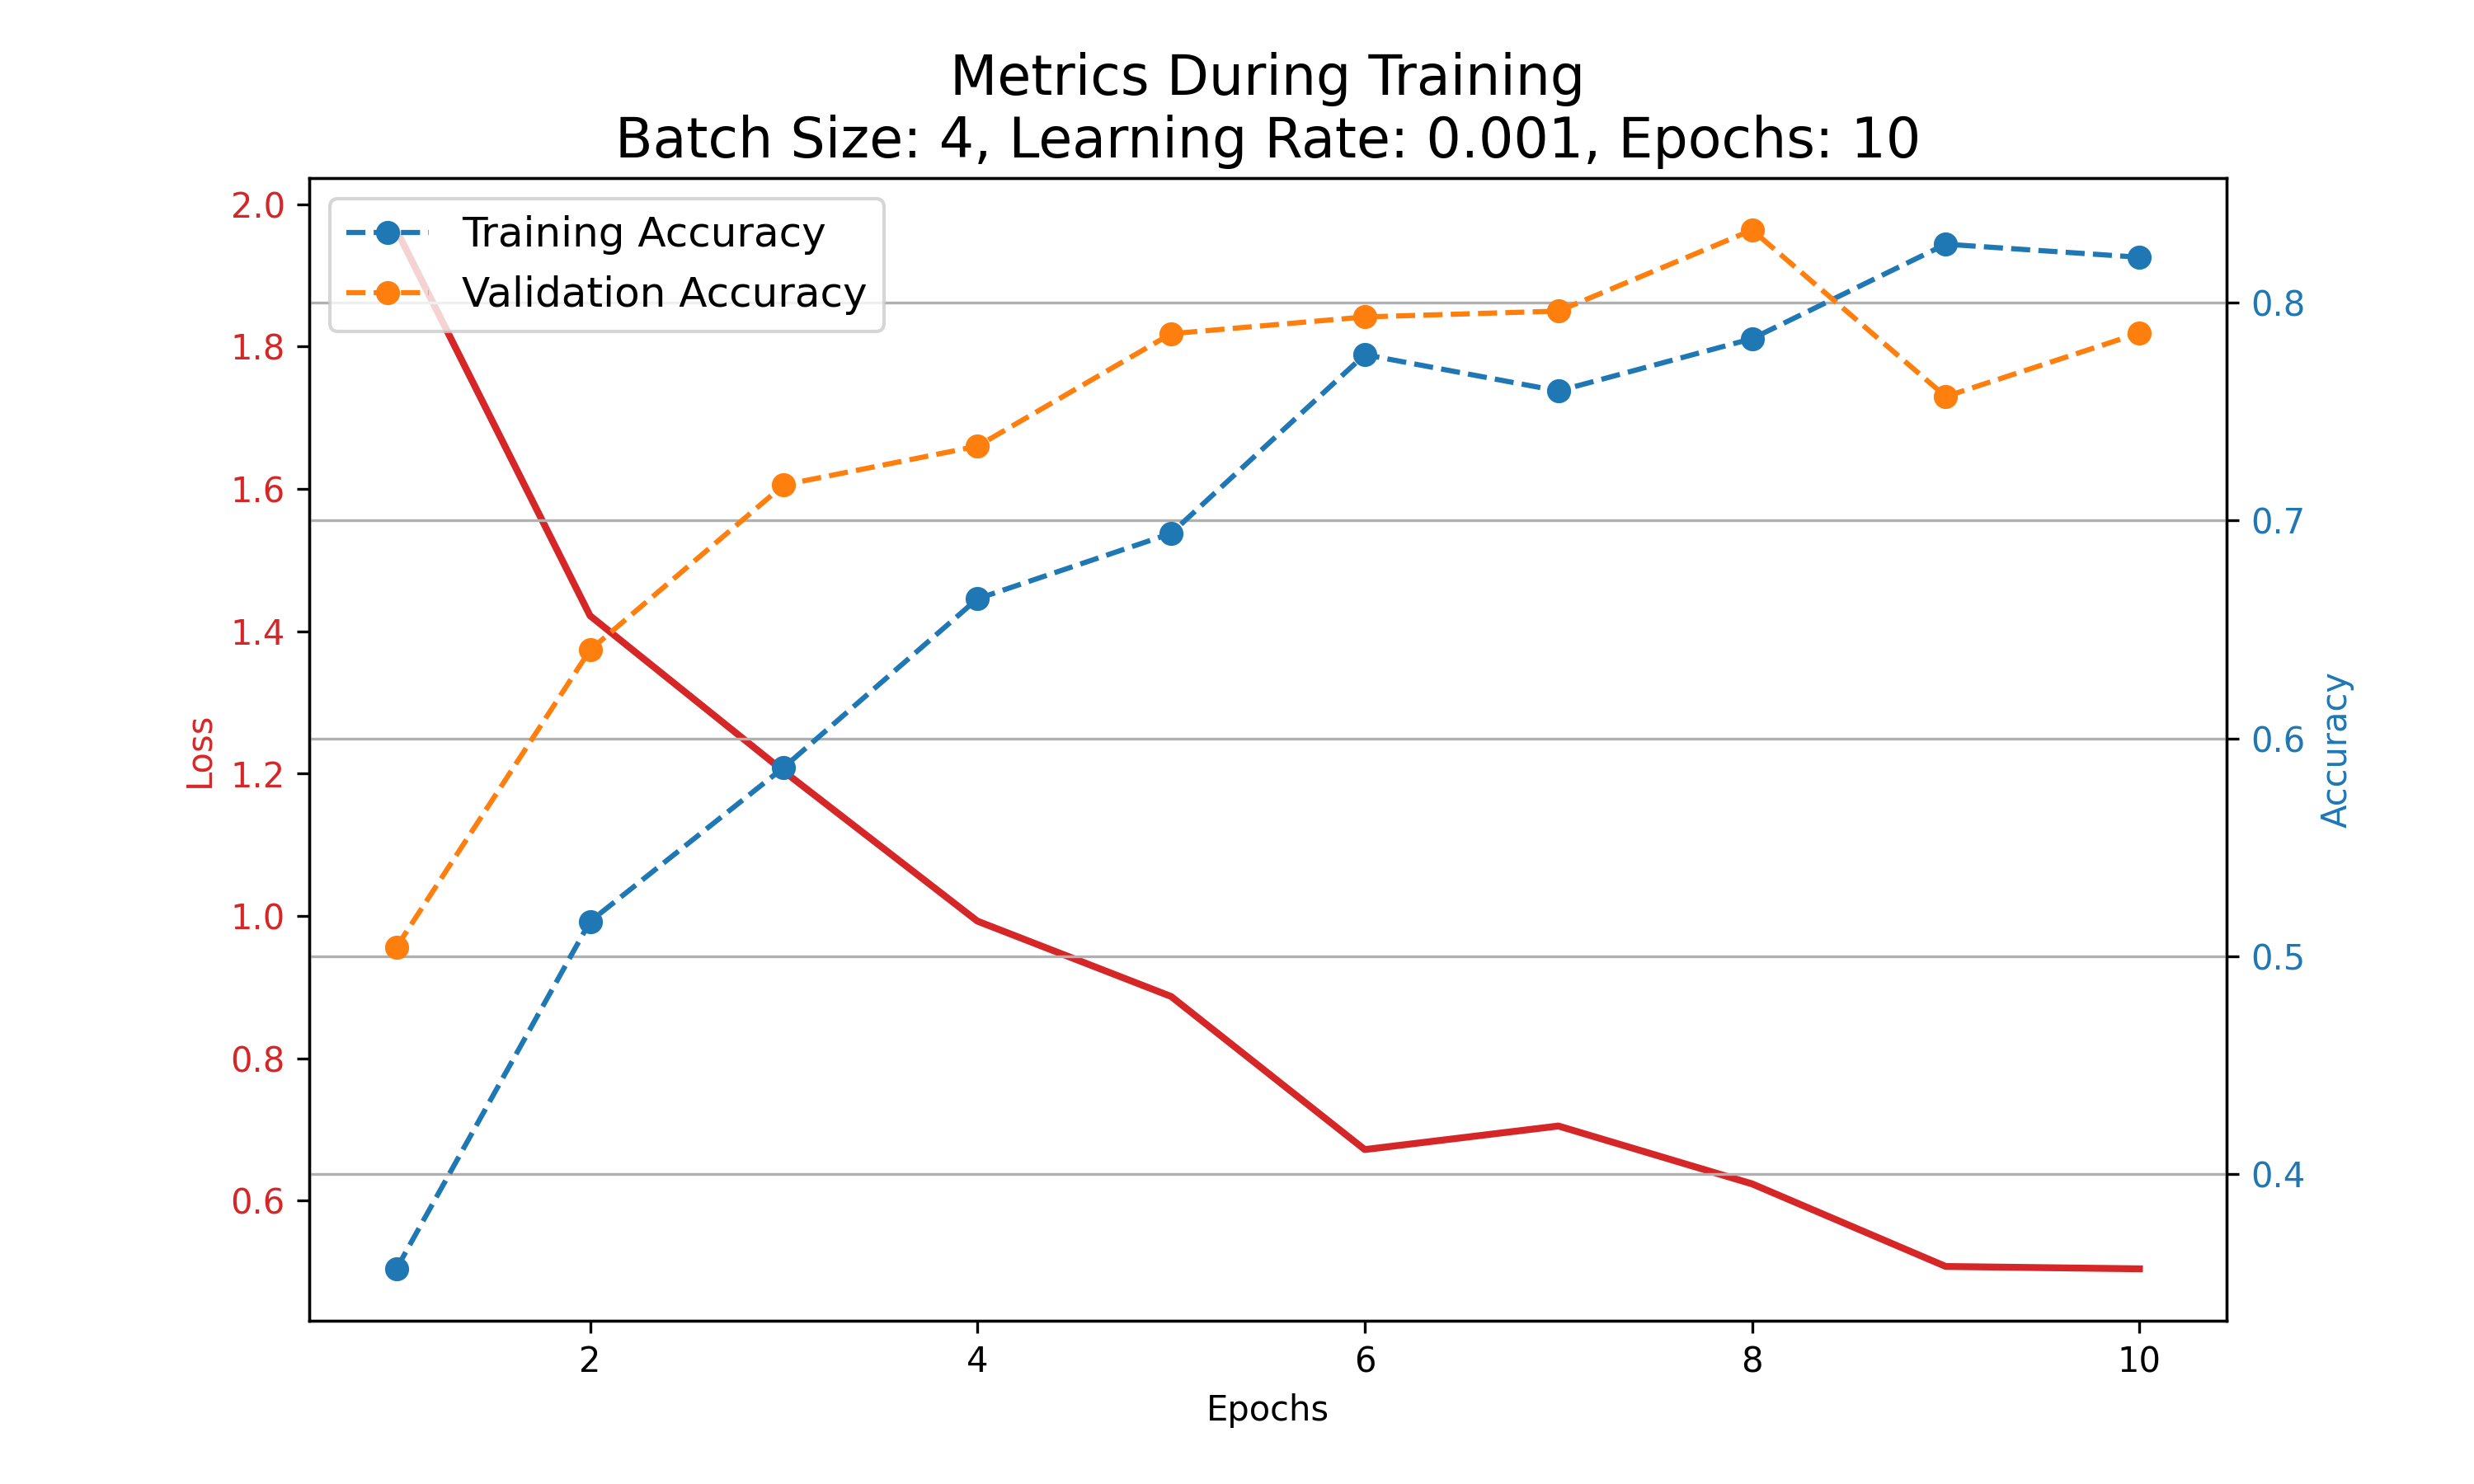 Metrics During Training
Batch Size: 4, Learning Rate: 0.001, Epochs: 10
Training Accuracy
Validation Accuracy
2.0
1.8
1.6
1.4
1.2
1.0
0.8
0.6
Loss
0.8
0.7
0.6
0.5
0.4
Accuracy
2
4
6
8
10
Epochs